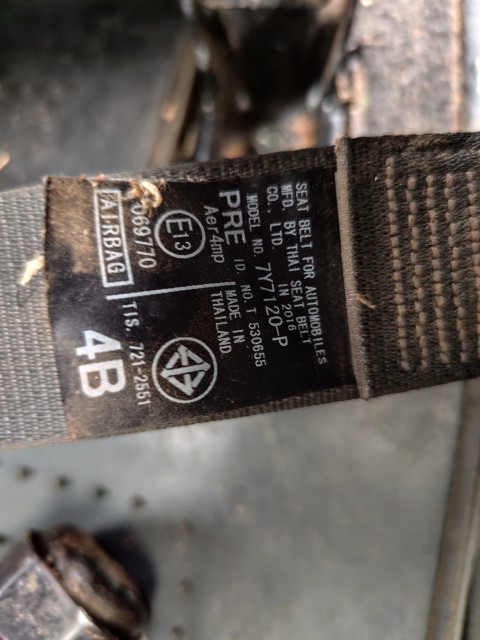 SEAT BELT FOR AUTOMOBILES
MFD. BY THAI SEAT BELT
CO., LTD. IN 2016
MODEL NO. 7Y7120-P
PRE ID. NO. T 530655
Aer4mp MADE IN
THAILAND
E13
069770
AIRBAG
TIS. 721-2551
4B